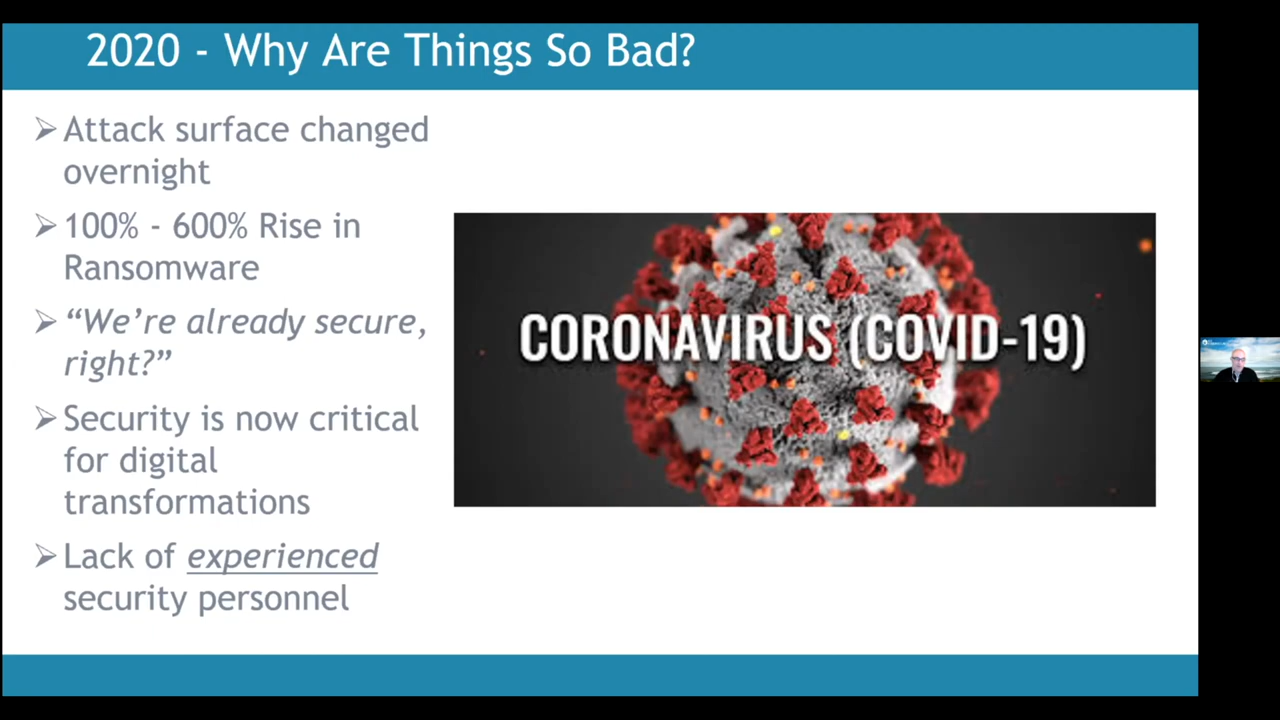 2020 - Why Are Things So Bad?
Attack surface changed
overnight
100% - 600% Rise in
Ransomware
“We’re already secure,
right?”
Security is now critical
for digital
transformations
Lack of experienced
security personnel
CORONAVIRUS (COVID-19)